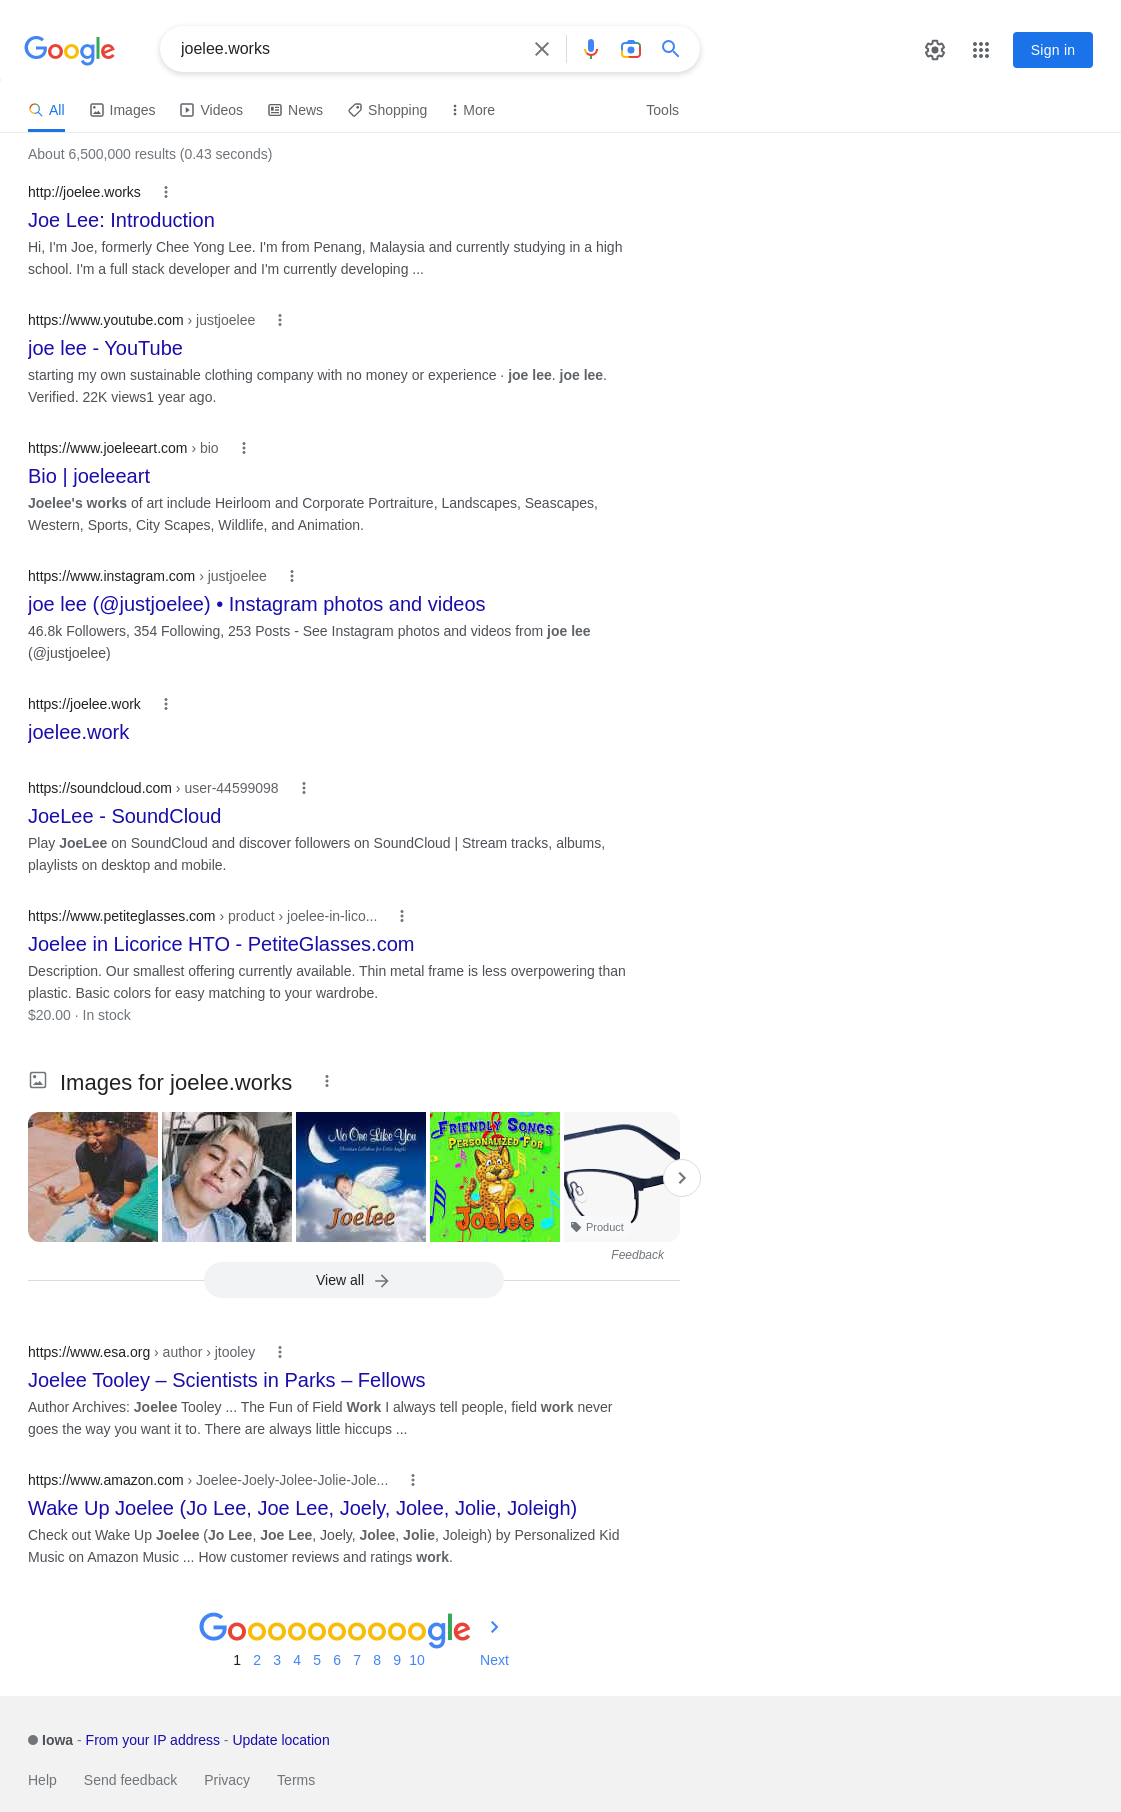 Google
joelee.works
Sign in
All Images Videos News Shopping More Tools
About 6,500,000 results (0.43 seconds)
http://joelee.works
Joe Lee: Introduction
Hi, I'm Joe, formerly Chee Yong Lee. I'm from Penang, Malaysia and currently studying in a high
school. I'm a full stack developer and I'm currently developing ...
https://www.youtube.com › justjoelee
joe lee - YouTube
starting my own sustainable clothing company with no money or experience · joe lee. joe lee.
Verified. 22K views1 year ago.
https://www.joeleeart.com › bio
Bio | joeleeart
Joelee's works of art include Heirloom and Corporate Portraiture, Landscapes, Seascapes,
Western, Sports, City Scapes, Wildlife, and Animation.
https://www.instagram.com › justjoelee
joe lee (@justjoelee) • Instagram photos and videos
46.8k Followers, 354 Following, 253 Posts - See Instagram photos and videos from joe lee
(@justjoelee)
https://joelee.work
joelee.work
https://soundcloud.com › user-44599098
JoeLee - SoundCloud
Play JoeLee on SoundCloud and discover followers on SoundCloud | Stream tracks, albums,
playlists on desktop and mobile.
https://www.petiteglasses.com › product › joelee-in-lico...
Joelee in Licorice HTO - PetiteGlasses.com
Description. Our smallest offering currently available. Thin metal frame is less overpowering than
plastic. Basic colors for easy matching to your wardrobe.
$20.00 · In stock
Images for joelee.works
No One Like You
Christian Lullabies for Little Angels
Joelee
FRIENDLY SONGS
PERSONALIZED FOR
Joelee
Product
Feedback
View all
https://www.esa.org › author › jtooley
Joelee Tooley – Scientists in Parks – Fellows
Author Archives: Joelee Tooley ... The Fun of Field Work I always tell people, field work never
goes the way you want it to. There are always little hiccups ...
https://www.amazon.com › Joelee-Joely-Jolee-Jolie-Jole...
Wake Up Joelee (Jo Lee, Joe Lee, Joely, Jolee, Jolie, Joleigh)
Check out Wake Up Joelee (Jo Lee, Joe Lee, Joely, Jolee, Jolie, Joleigh) by Personalized Kid
Music on Amazon Music ... How customer reviews and ratings work.
Goooooooooogle
1 2 3 4 5 6 7 8 9 10 Next
Iowa - From your IP address - Update location
Help Send feedback Privacy Terms